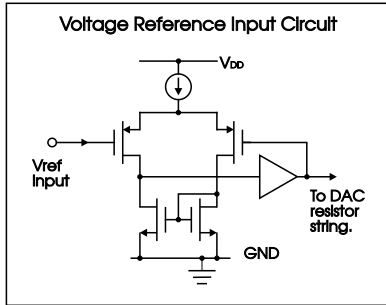 Voltage Reference Input Circuit
VDD
Vref
Input
To DAC
resistor
string.
GND